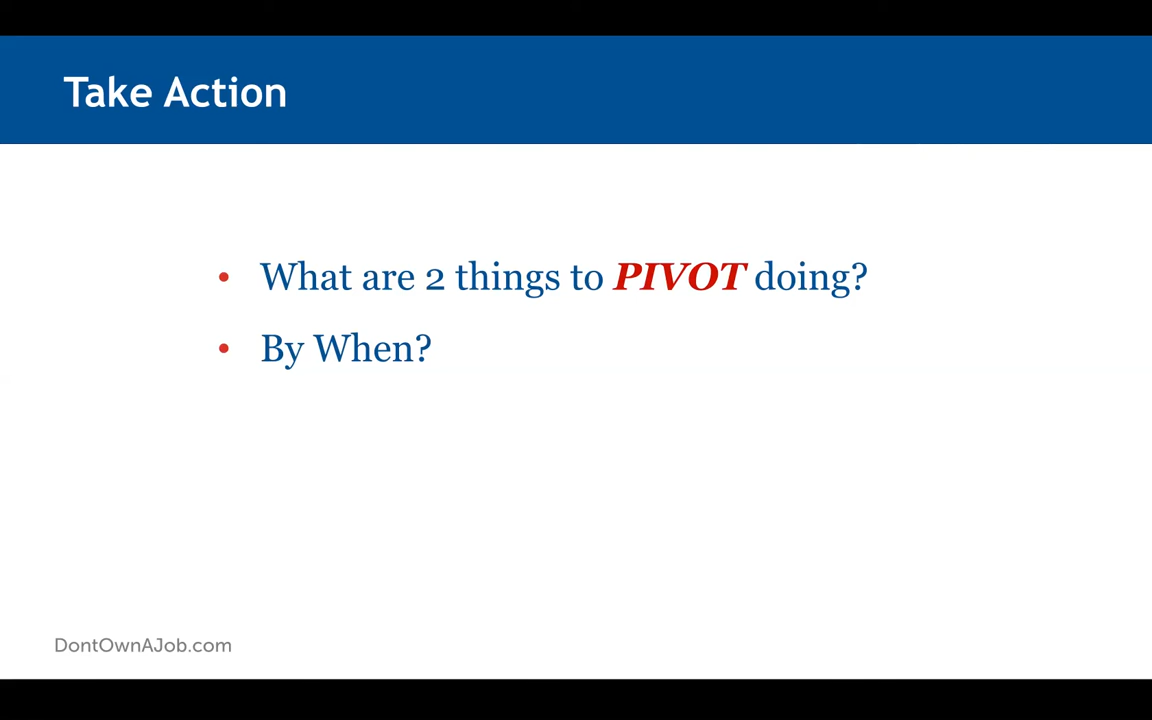 Take Action
• What are 2 things to PIVOT doing?
• By When?
DontOwnAJob.com